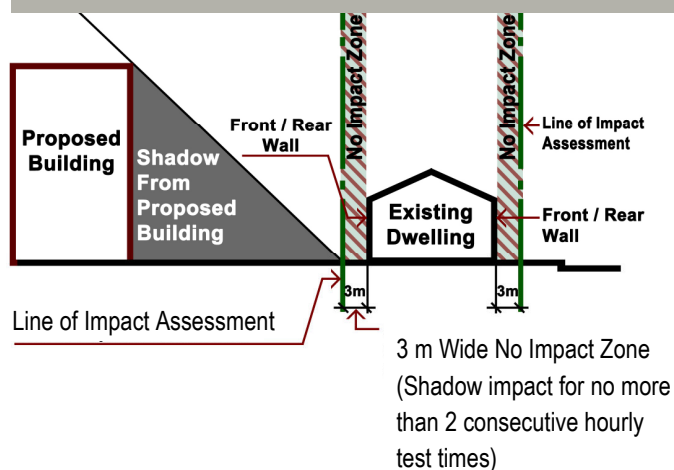 No Impact Zone
No Impact Zone
Proposed
Building
Shadow
From
Proposed
Building
Front / Rear
Wall
Line of Impact
Assessment
Existing
Dwelling
Front / Rear
Wall
3m
3m
Line of Impact Assessment
3 m Wide No Impact Zone
(Shadow impact for no more
than 2 consecutive hourly
test times)